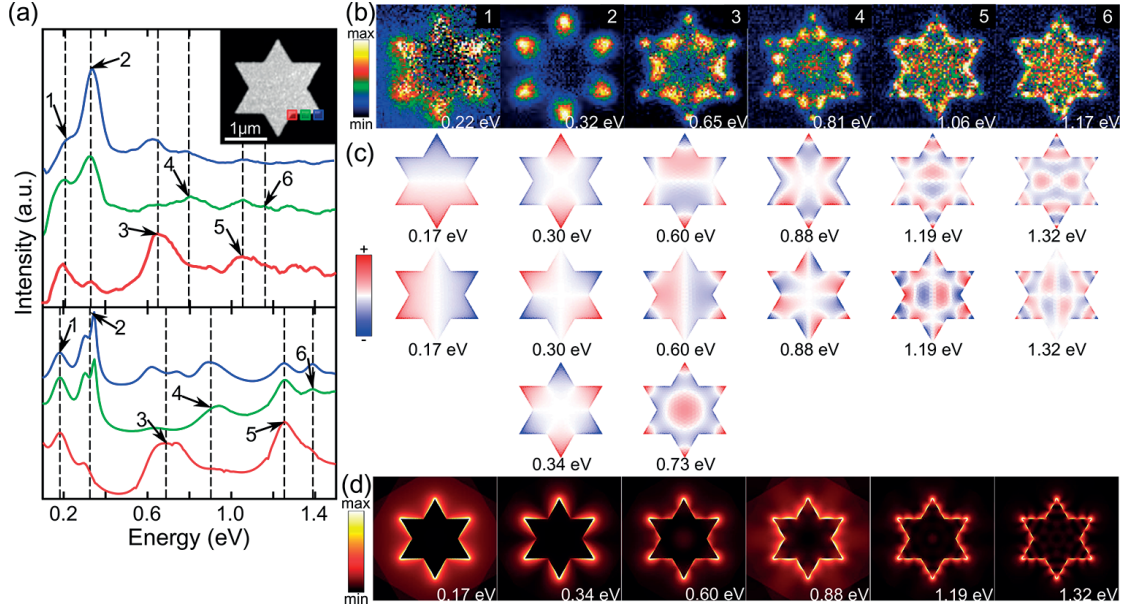 (a)
Intensity (a.u.)
1
2
3
4
5
6
1μm
1
2
3
4
5
6
0.2 0.6 1.0 1.4
Energy (eV)
(b)
max
min
1 2 3 4 5 6
0.22 eV 0.32 eV 0.65 eV 0.81 eV 1.06 eV 1.17 eV
(c)
0.17 eV 0.30 eV 0.60 eV 0.88 eV 1.19 eV 1.32 eV
+
-
0.17 eV 0.30 eV 0.60 eV 0.88 eV 1.19 eV 1.32 eV
0.34 eV 0.73 eV
(d)
max
min
0.17 eV 0.34 eV 0.60 eV 0.88 eV 1.19 eV 1.32 eV